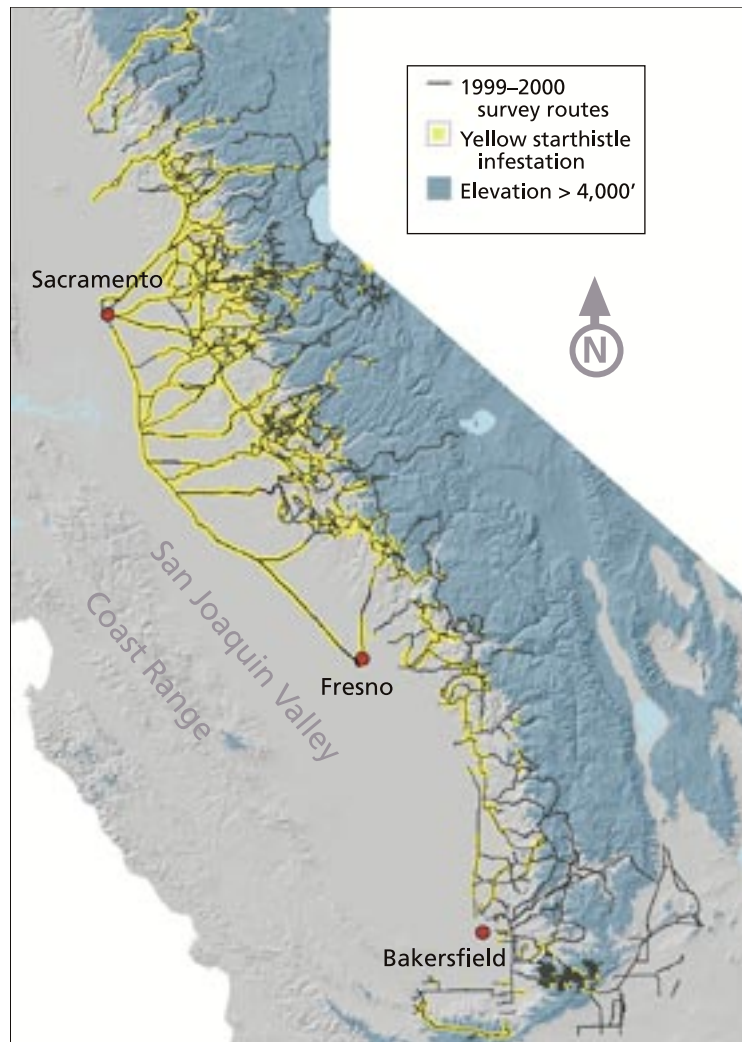 1999–2000
survey routes
Yellow starthistle
infestation
Elevation > 4,000’
N
Sacramento
San Joaquin Valley
Coast Range
Fresno
Bakersfield